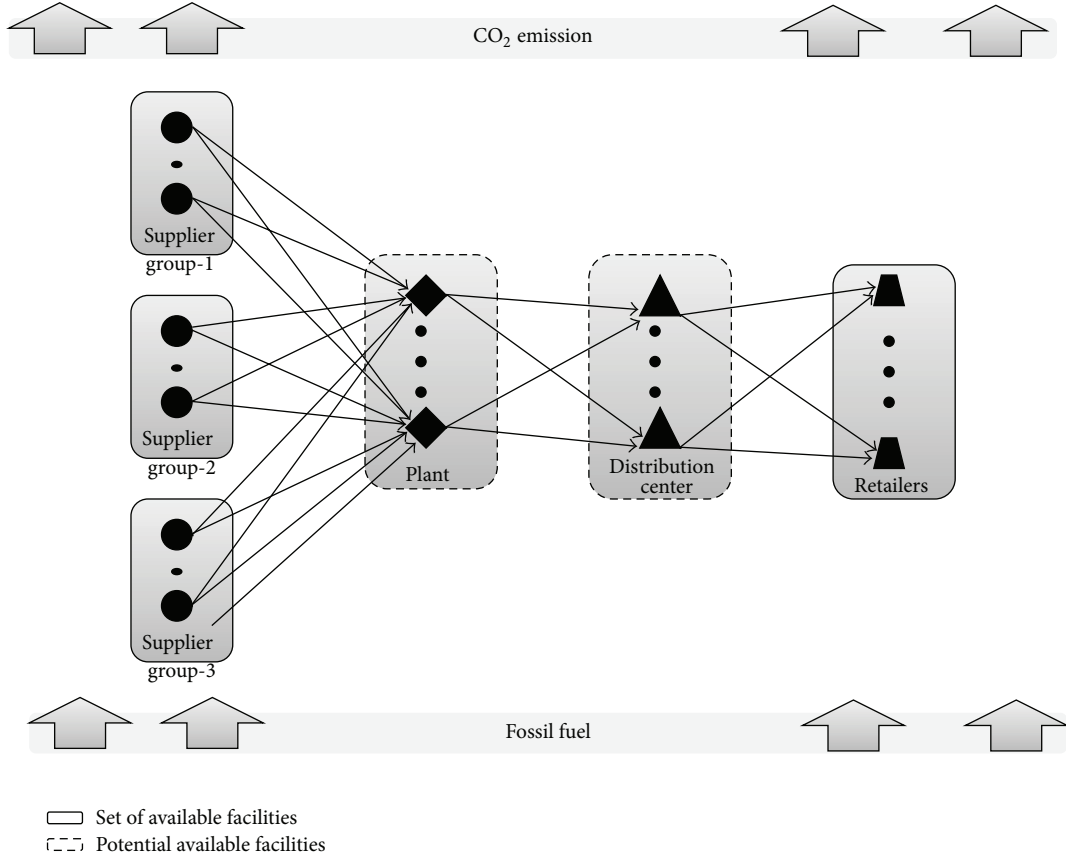 CO₂ emission
Supplier
group-1
Supplier
group-2
Supplier
group-3
Plant
Distribution
center
Retailers
Fossil fuel
Set of available facilities
Potential available facilities